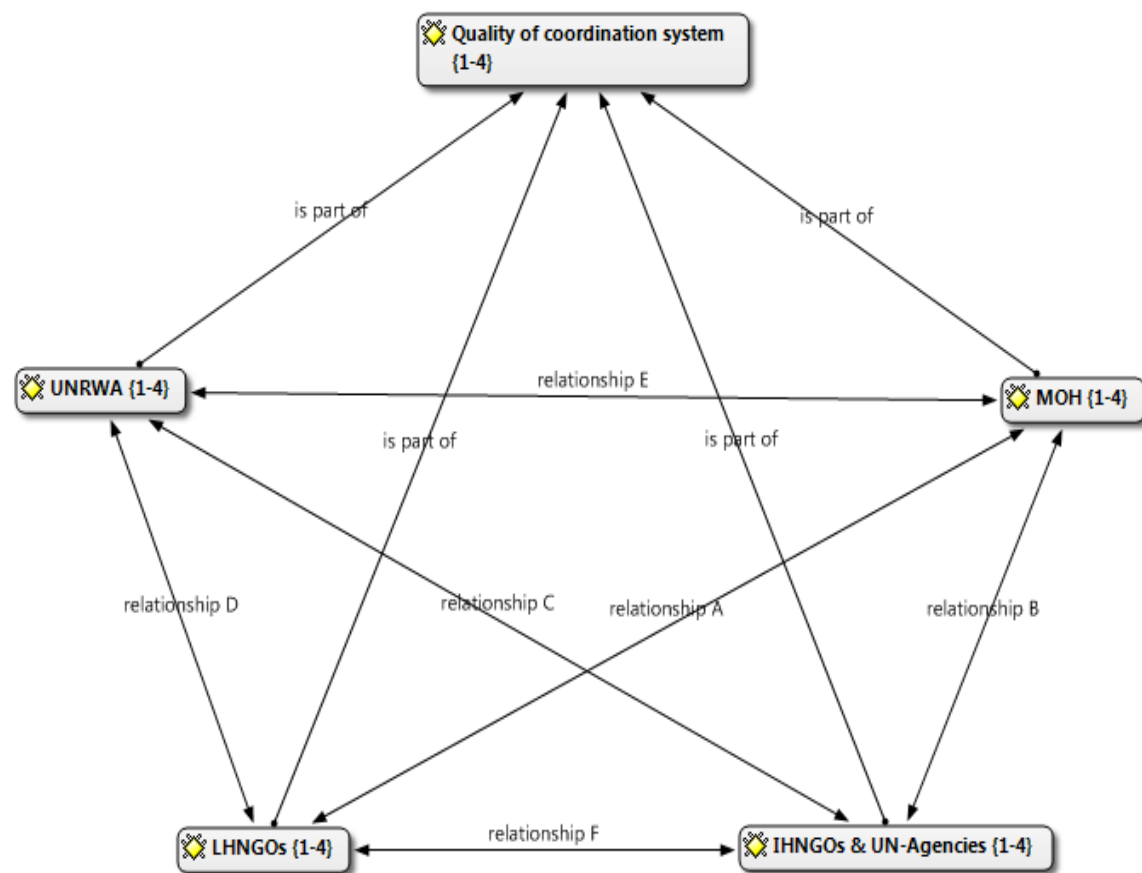 Quality of coordination system
{1-4}
is part of
is part of
UNRWA {1-4}
relationship E
MOH {1-4}
is part of
is part of
relationship D
relationship C
relationship A
relationship B
LHNGOs {1-4}
relationship F
IHNGOs & UN-Agencies {1-4}